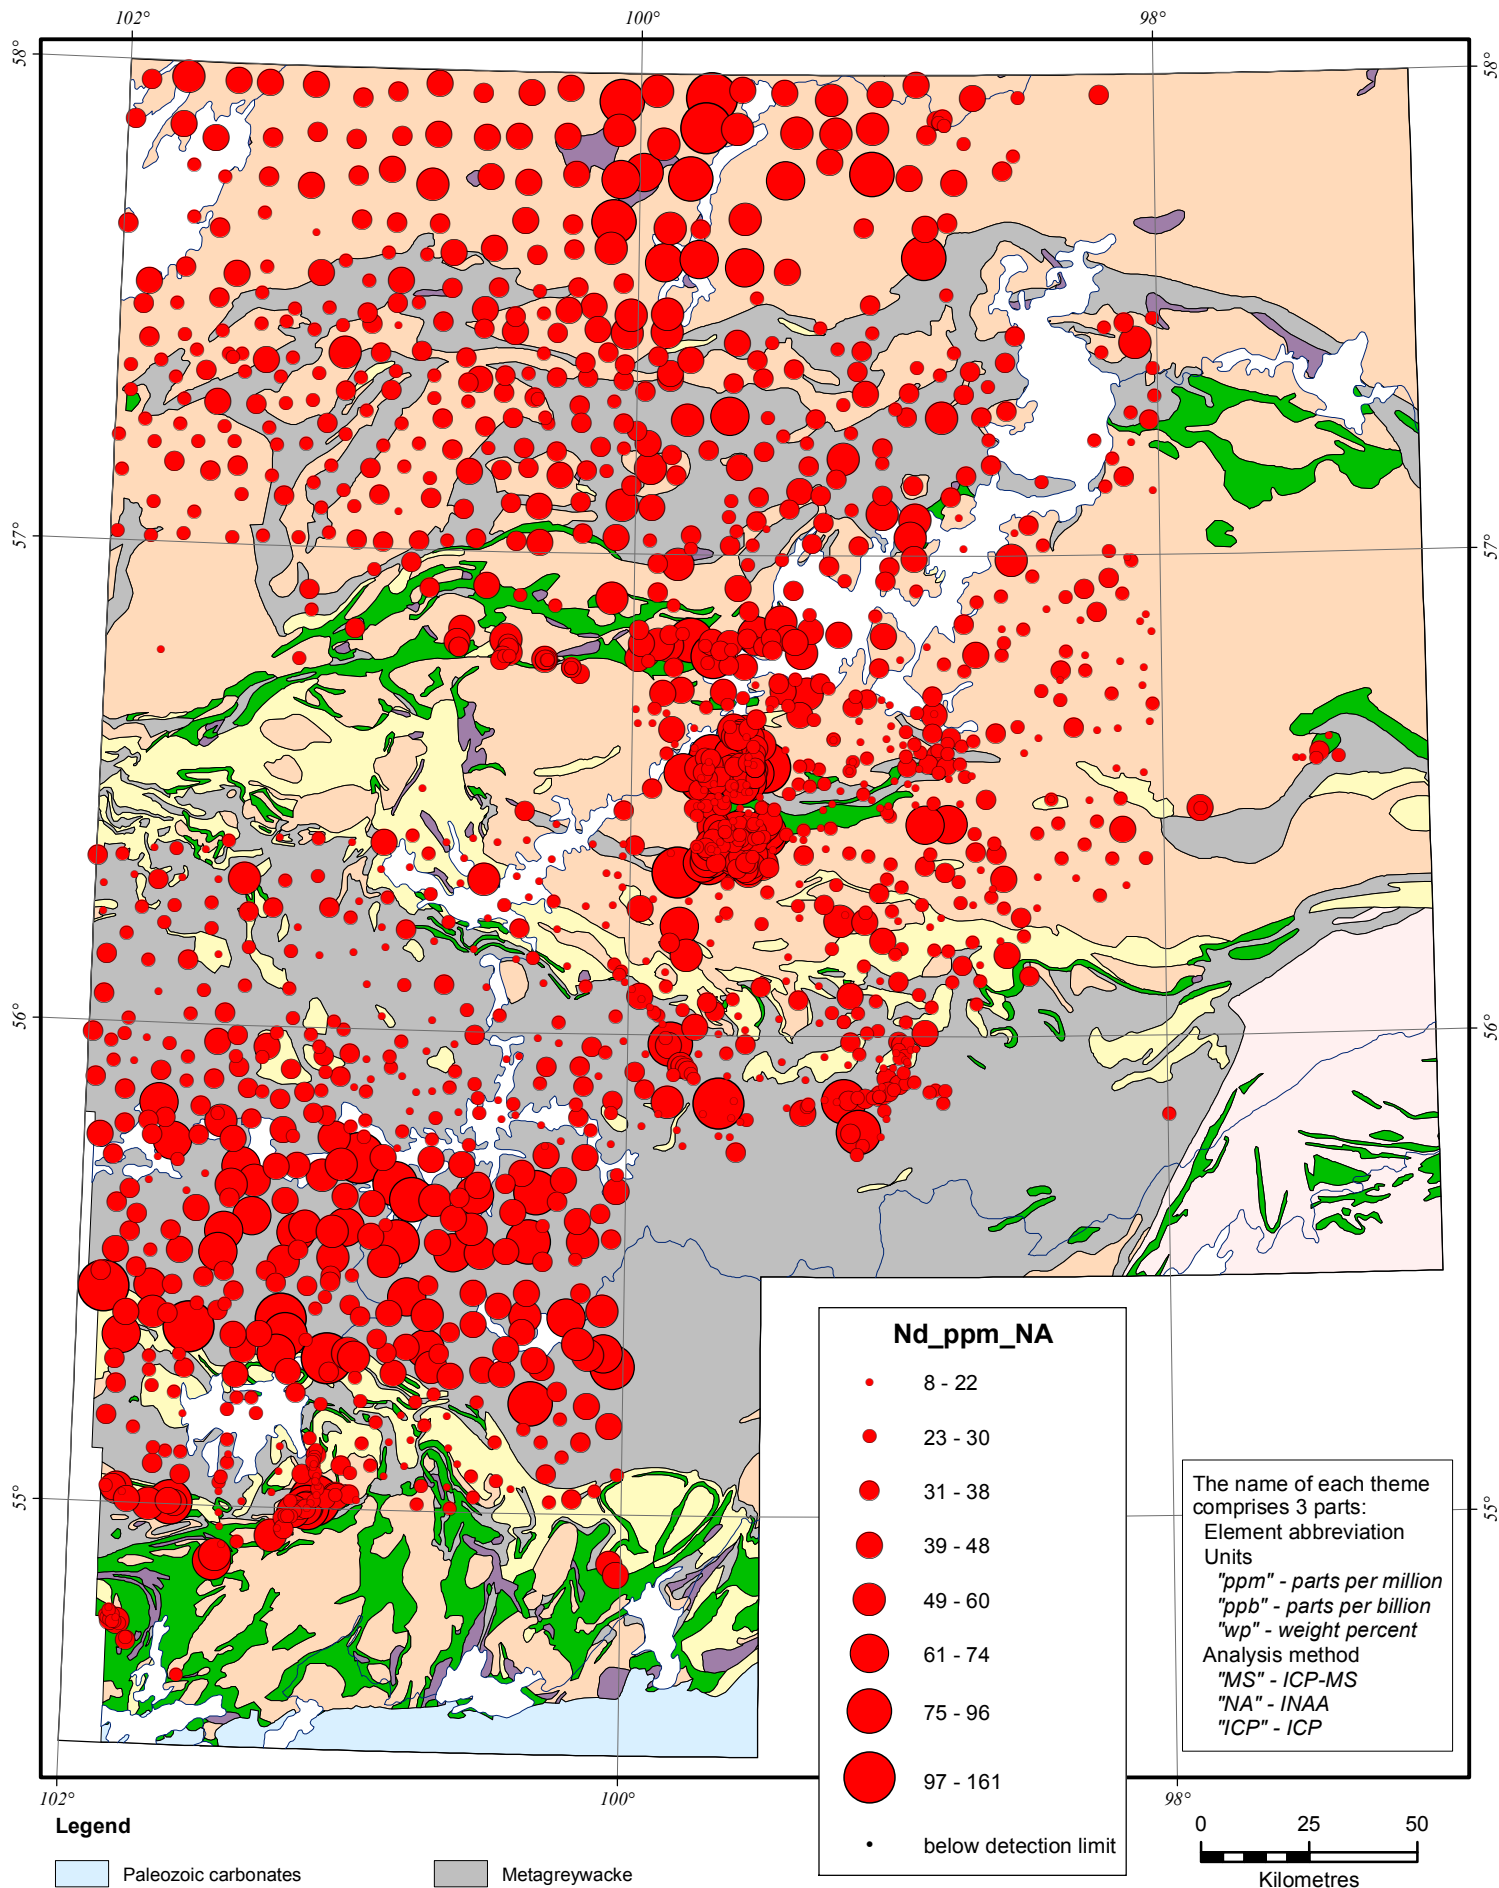 102°
100°
98°
58°
58°
57°
57°
56°
56°
55°
55°
Nd_ppm_NA
8 - 22
23 - 30
31 - 38
39 - 48
49 - 60
61 - 74
75 - 96
97 - 161
below detection limit
The name of each theme
comprises 3 parts:
Element abbreviation
Units
"ppm" - parts per million
"ppb" - parts per billion
"wp" - weight percent
Analysis method
"MS" - ICP-MS
"NA" - INAA
"ICP" - ICP
102°
100°
98°
Legend
Paleozoic carbonates
Metagreywacke
0 25 50
Kilometres